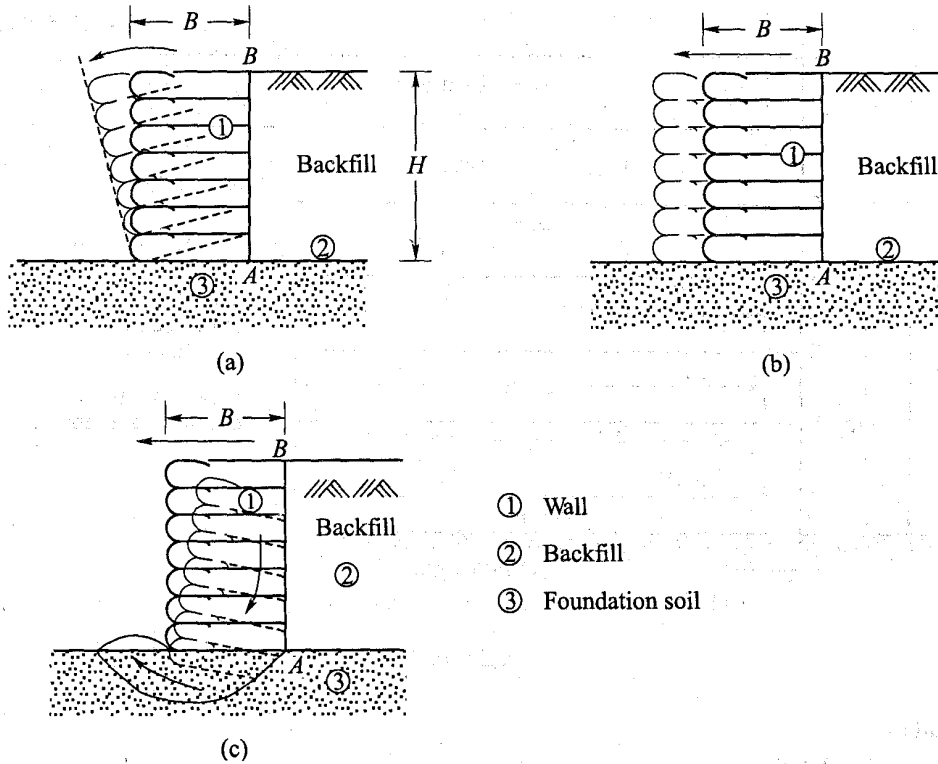 B
B
①
Backfill
H
②
A
③
(a)
B
B
①
Backfill
②
A
③
(b)
B
B
①
Backfill
②
A
③
(c)
① Wall
② Backfill
③ Foundation soil